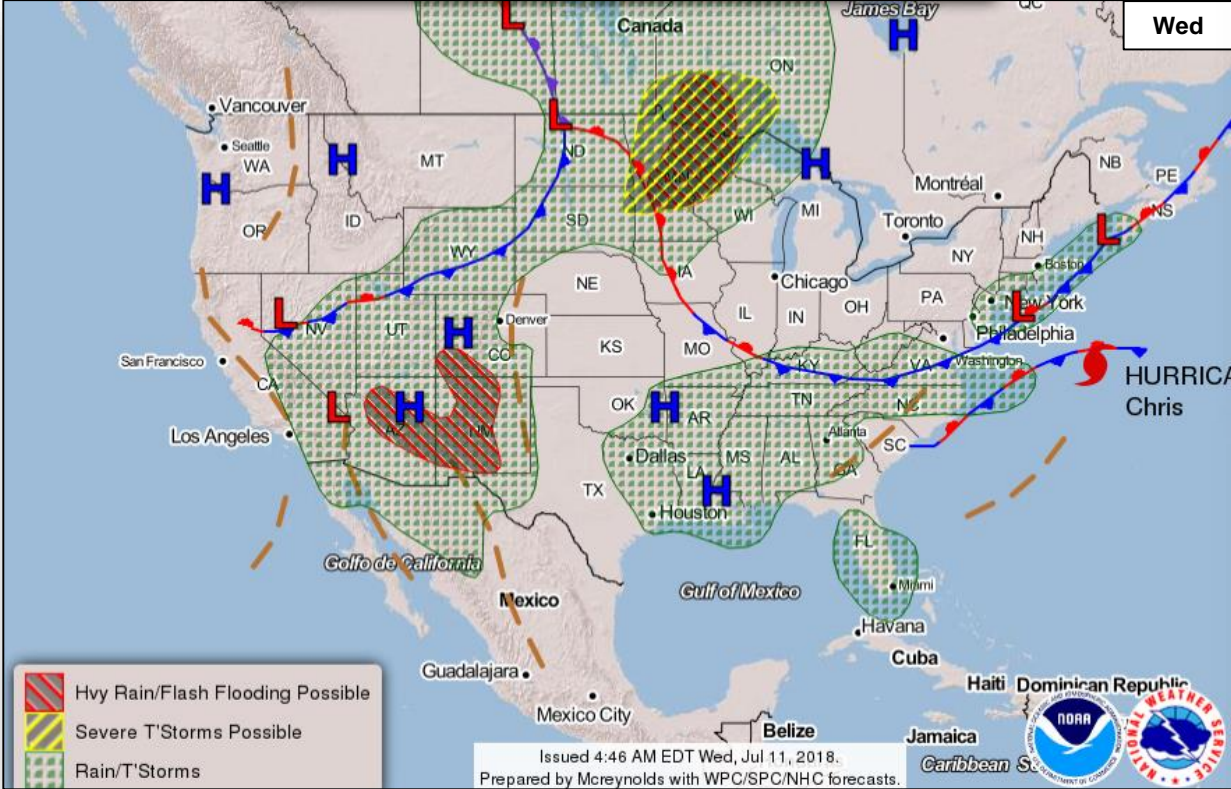 James Bay
QC
Wed
Canada
ON
Vancouver
Seattle
WA
MT
ND
NB
PE
Montréal
NS
OR
ID
SD
WI
MI
Toronto
NH
WY
NY
Boston
IA
NE
Chicago
PA
New York
NV
UT
Denver
IL
IN
OH
Philadelphia
San Francisco
CO
KS
MO
KY
VA
Washington
CA
HURRICA
Chris
OK
AR
TN
NC
Los Angeles
AZ
NM
Atlanta
SC
Dallas
LA
MS
AL
GA
TX
Houston
FL
Golfo de California
Mexico
Gulf of Mexico
Miami
Havana
Guadalajara
Cuba
Haiti
Dominican Republic
Mexico City
Belize
Jamaica
Caribbean S
Hvy Rain/Flash Flooding Possible
Severe T'Storms Possible
Rain/T'Storms
Issued 4:46 AM EDT Wed, Jul 11, 2018.
Prepared by Mcreynolds with WPC/SPC/NHC forecasts.
NOAA
NATIONAL WEATHER SERVICE
L
L
L
L
L
L
H
H
H
H
H
H
H
H